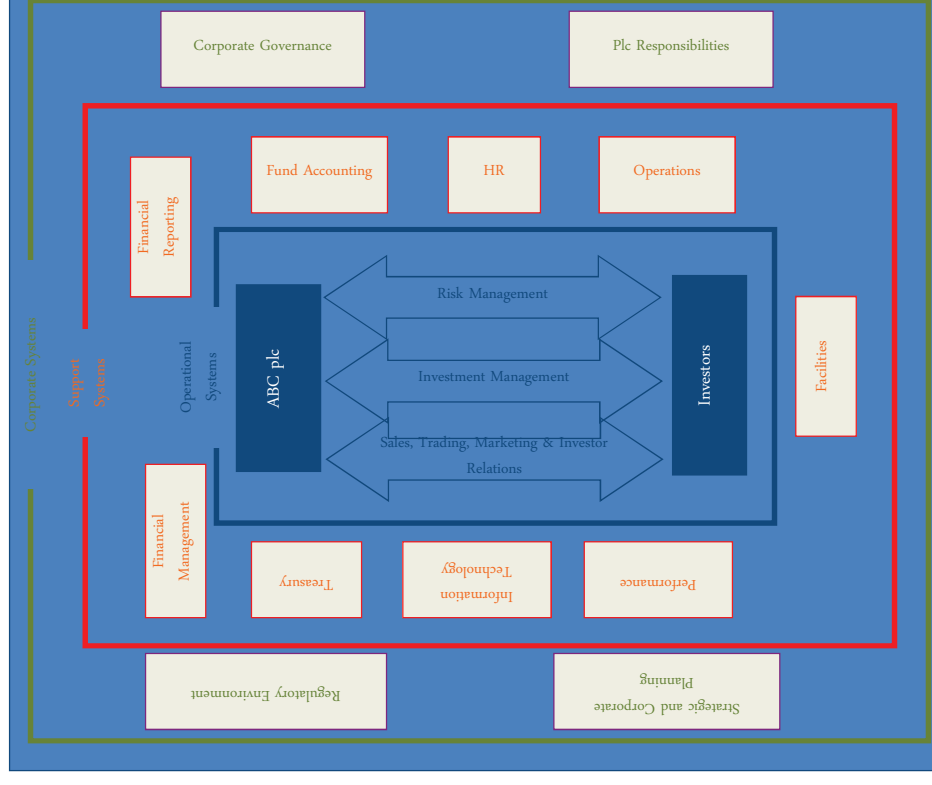 Corporate Governance
Plc Responsibilities
Fund Accounting
HR
Operations
Financial
Reporting
Risk Management
Corporate Systems
Support
Systems
Operational
Systems
ABC plc
Investment Management
Investors
Facilities
Sales, Trading, Marketing & Investor
Relations
Financial
Management
Treasury
Information
Technology
Performance
Regulatory Environment
Strategic and Corporate
Planning